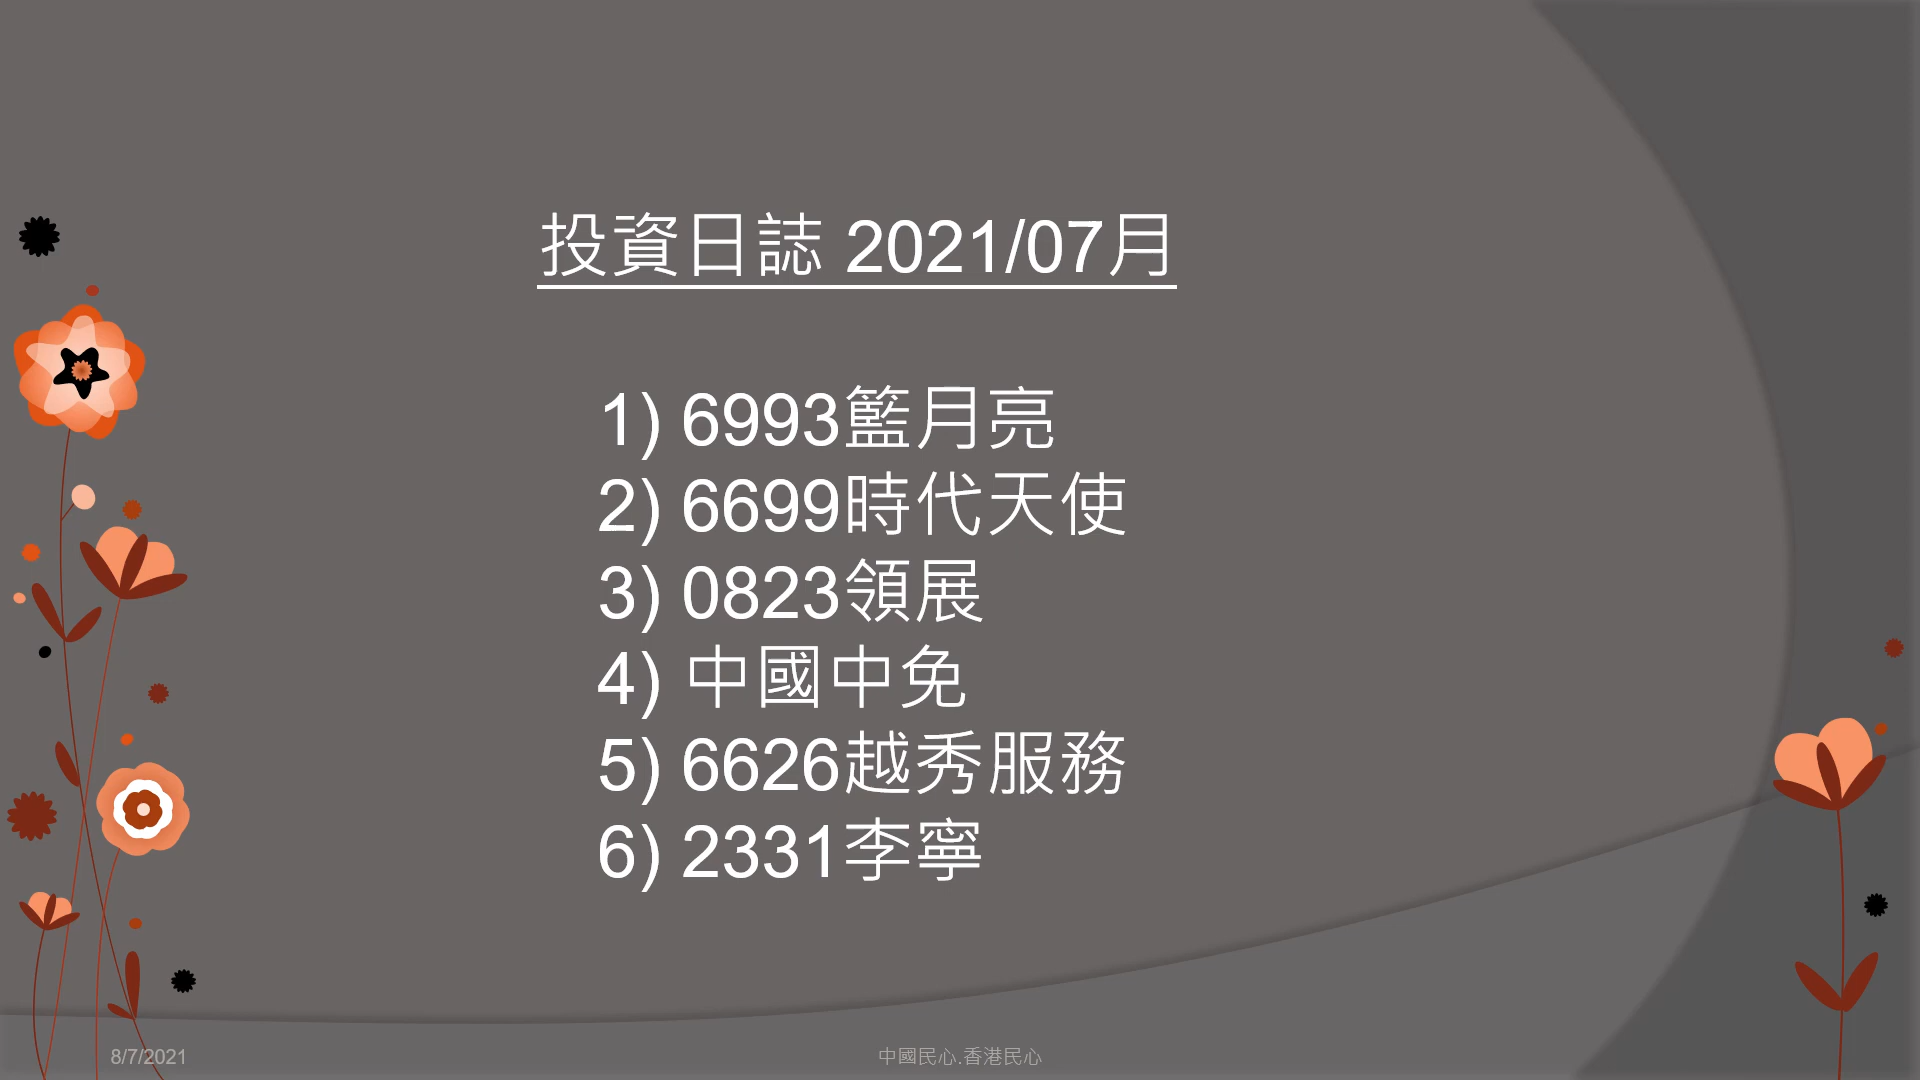 投資日誌 2021/07月
1) 6993籃月亮
2) 6699時代天使
3) 0823領展
4) 中國中免
5) 6626越秀服務
6) 2331李寧
8/7/2021
中國民心.香港民心